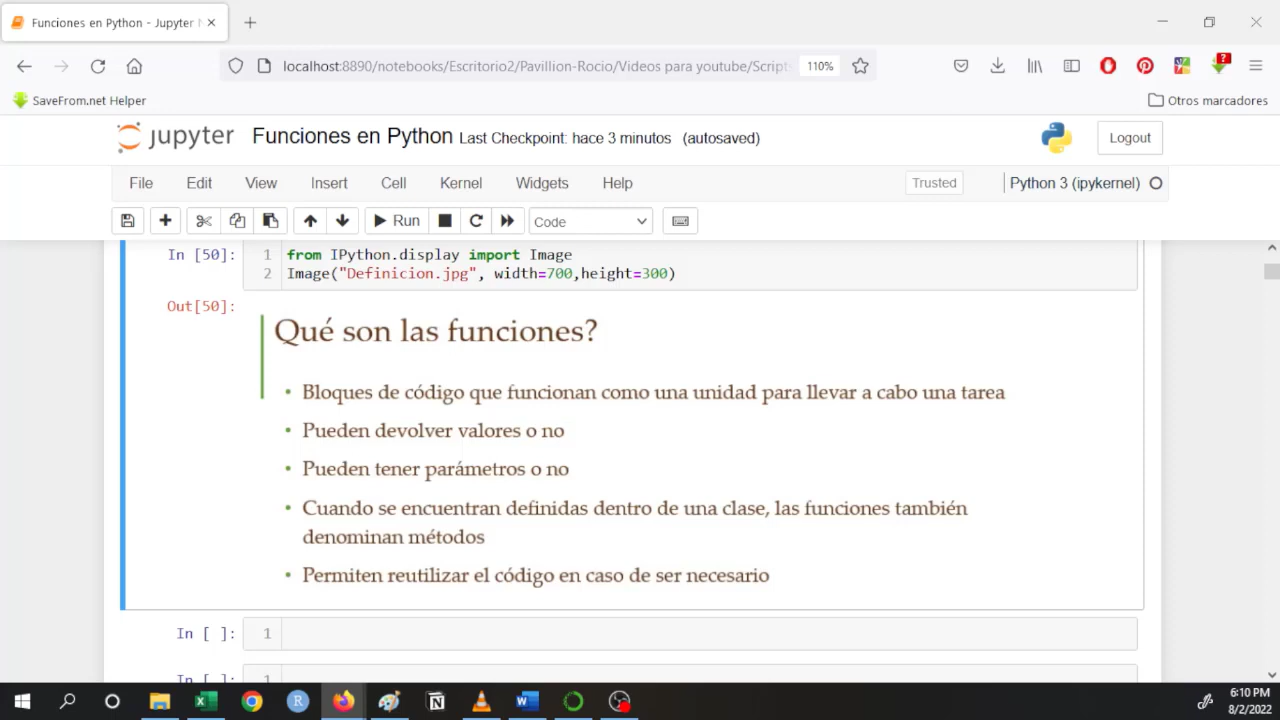 Funciones en Python - Jupyter N
localhost:8890/notebooks/Escritorio2/Pavillion-Rocio/Videos para youtube/Scripts
110%
SaveFrom.net Helper
Otros marcadores
jupyter Funciones en Python Last Checkpoint: hace 3 minutos (autosaved)
Logout
File Edit View Insert Cell Kernel Widgets Help
Trusted
Python 3 (ipykernel)
Run
Code
In [50]:
1 from IPython.display import Image
2 Image("Definicion.jpg", width=700,height=300)
Out[50]:
Qué son las funciones?
• Bloques de código que funcionan como una unidad para llevar a cabo una tarea
• Pueden devolver valores o no
• Pueden tener parámetros o no
• Cuando se encuentran definidas dentro de una clase, las funciones también
denominan métodos
• Permiten reutilizar el código en caso de ser necesario
In [ ]: 1
In [ ]: 1
6:10 PM
8/2/2022